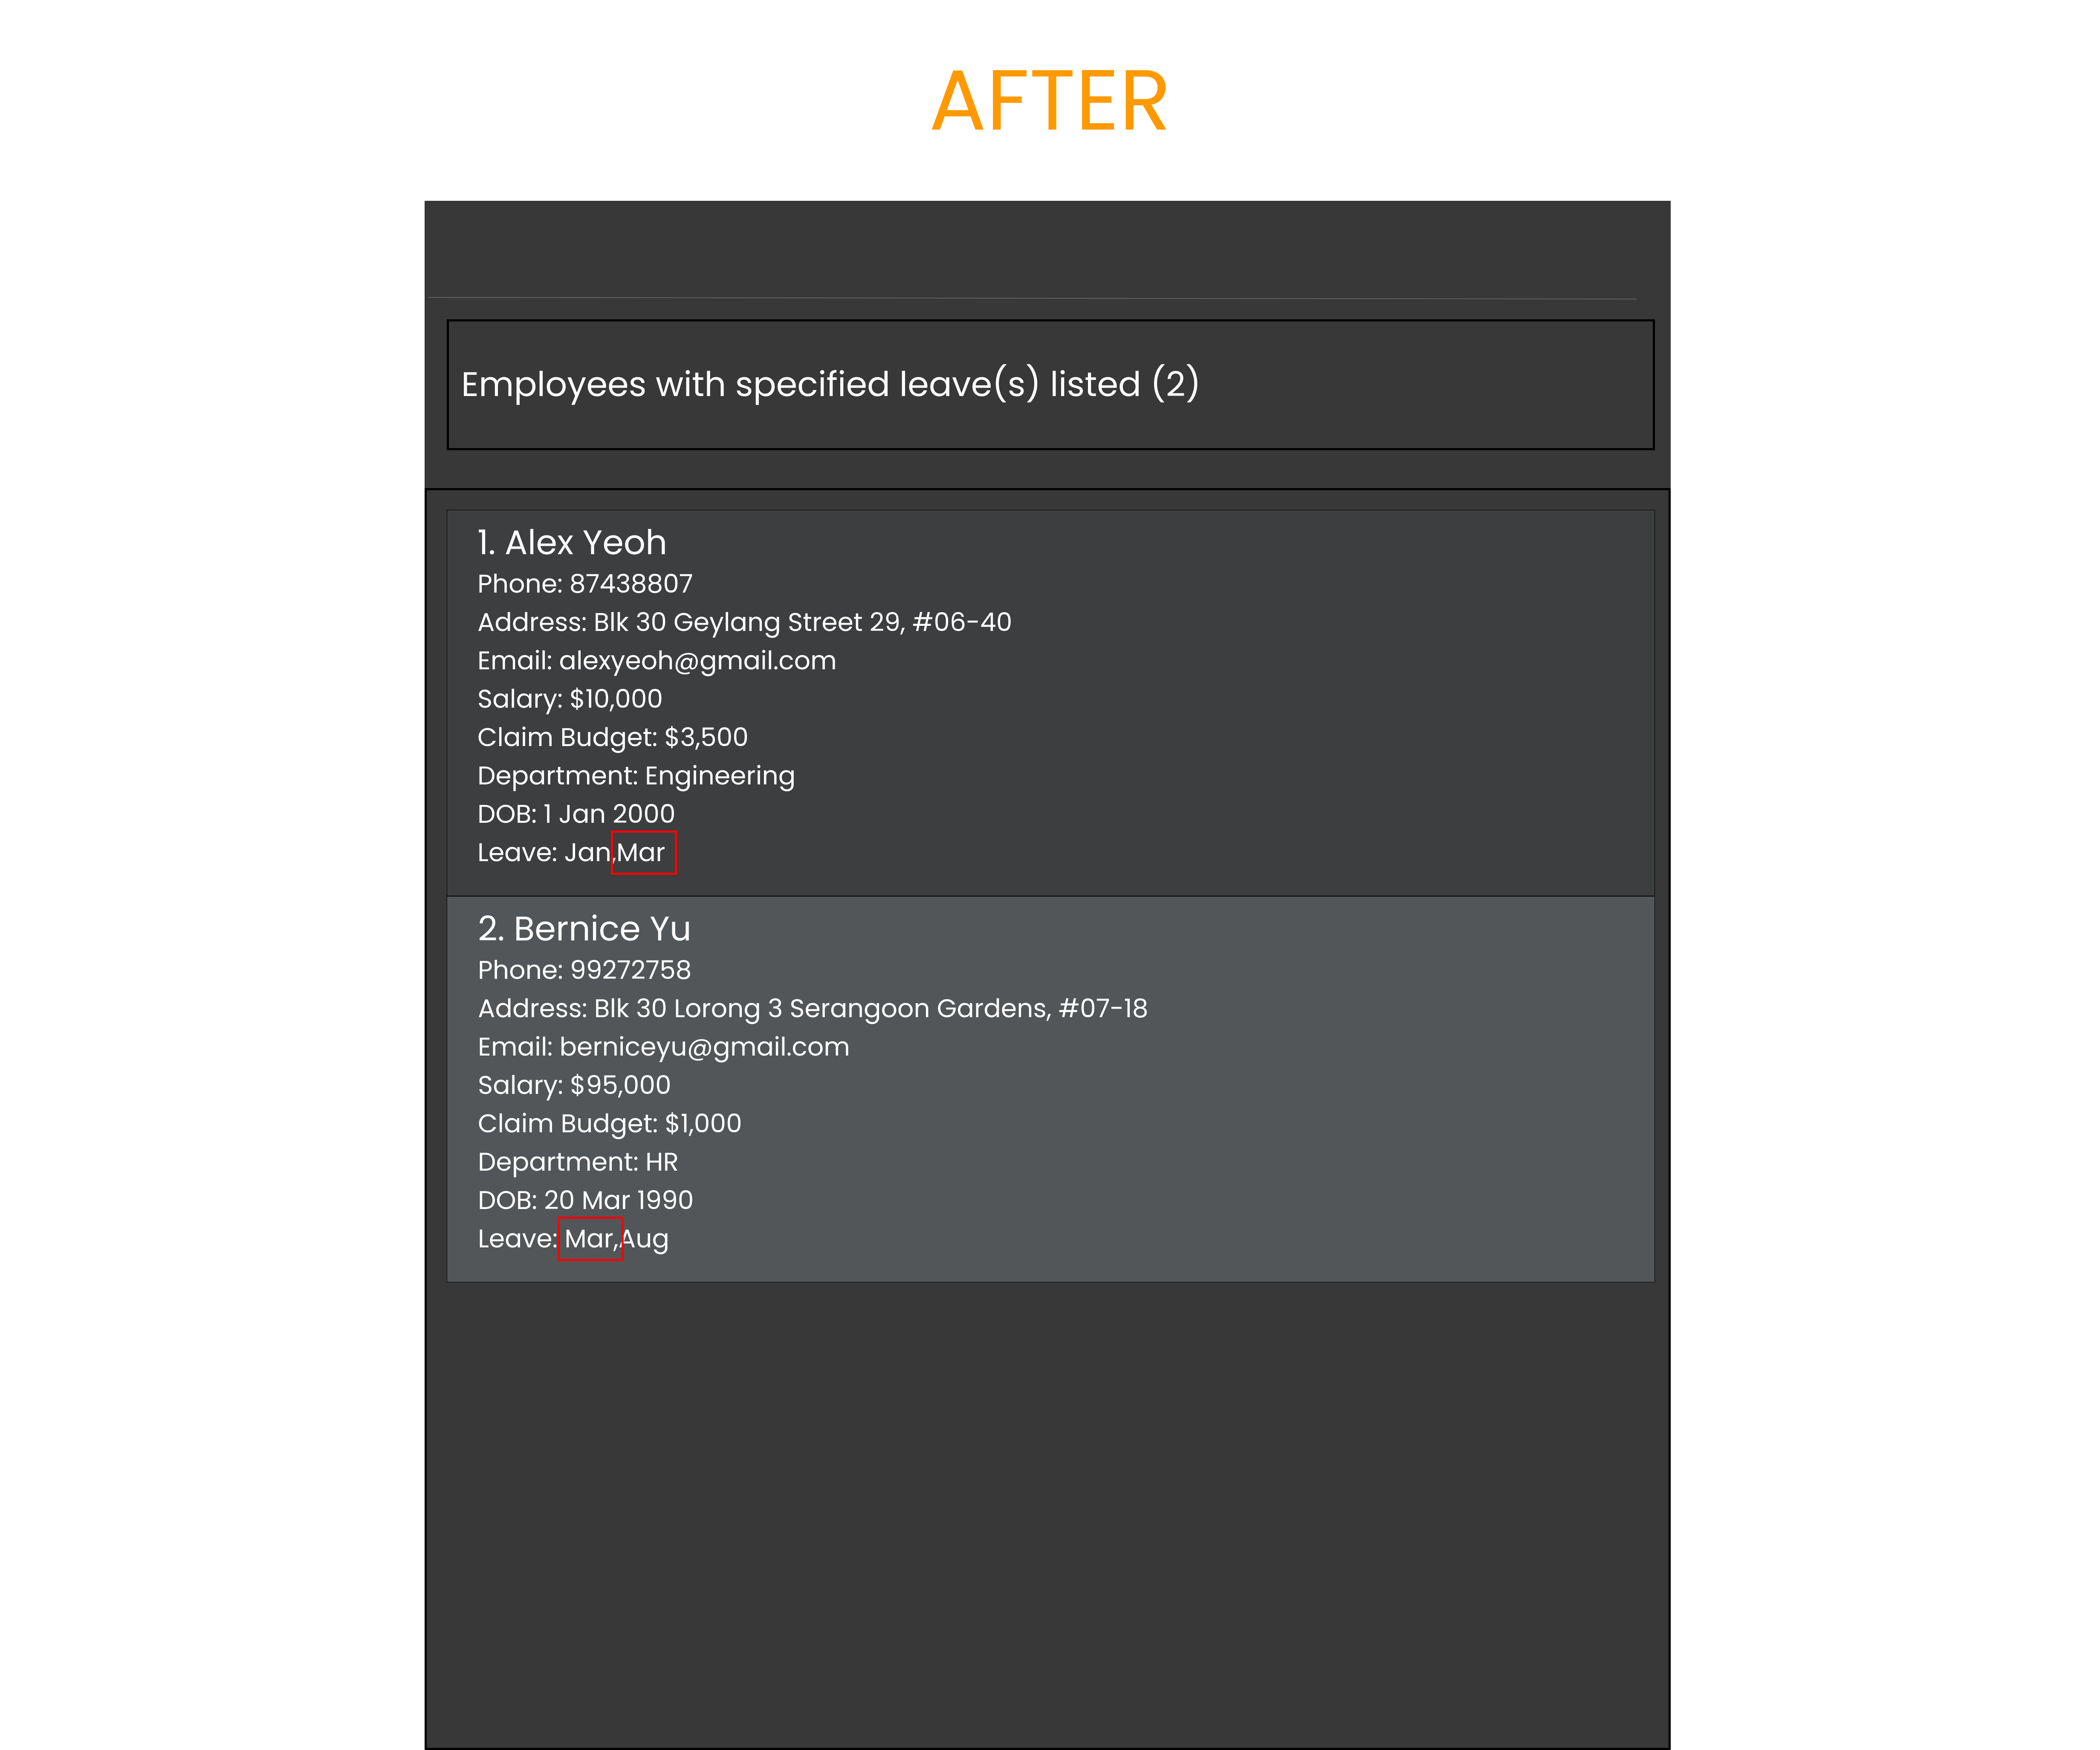 AFTER
Employees with specified leave(s) listed (2)
1. Alex Yeoh
Phone: 87438807
Address: Blk 30 Geylang Street 29, #06-40
Email: alexyeoh@gmail.com
Salary: $10,000
Claim Budget: $3,500
Department: Engineering
DOB: 1 Jan 2000
Leave: Jan,Mar
2. Bernice Yu
Phone: 99272758
Address: Blk 30 Lorong 3 Serangoon Gardens, #07-18
Email: berniceyu@gmail.com
Salary: $95,000
Claim Budget: $1,000
Department: HR
DOB: 20 Mar 1990
Leave: Mar,Aug